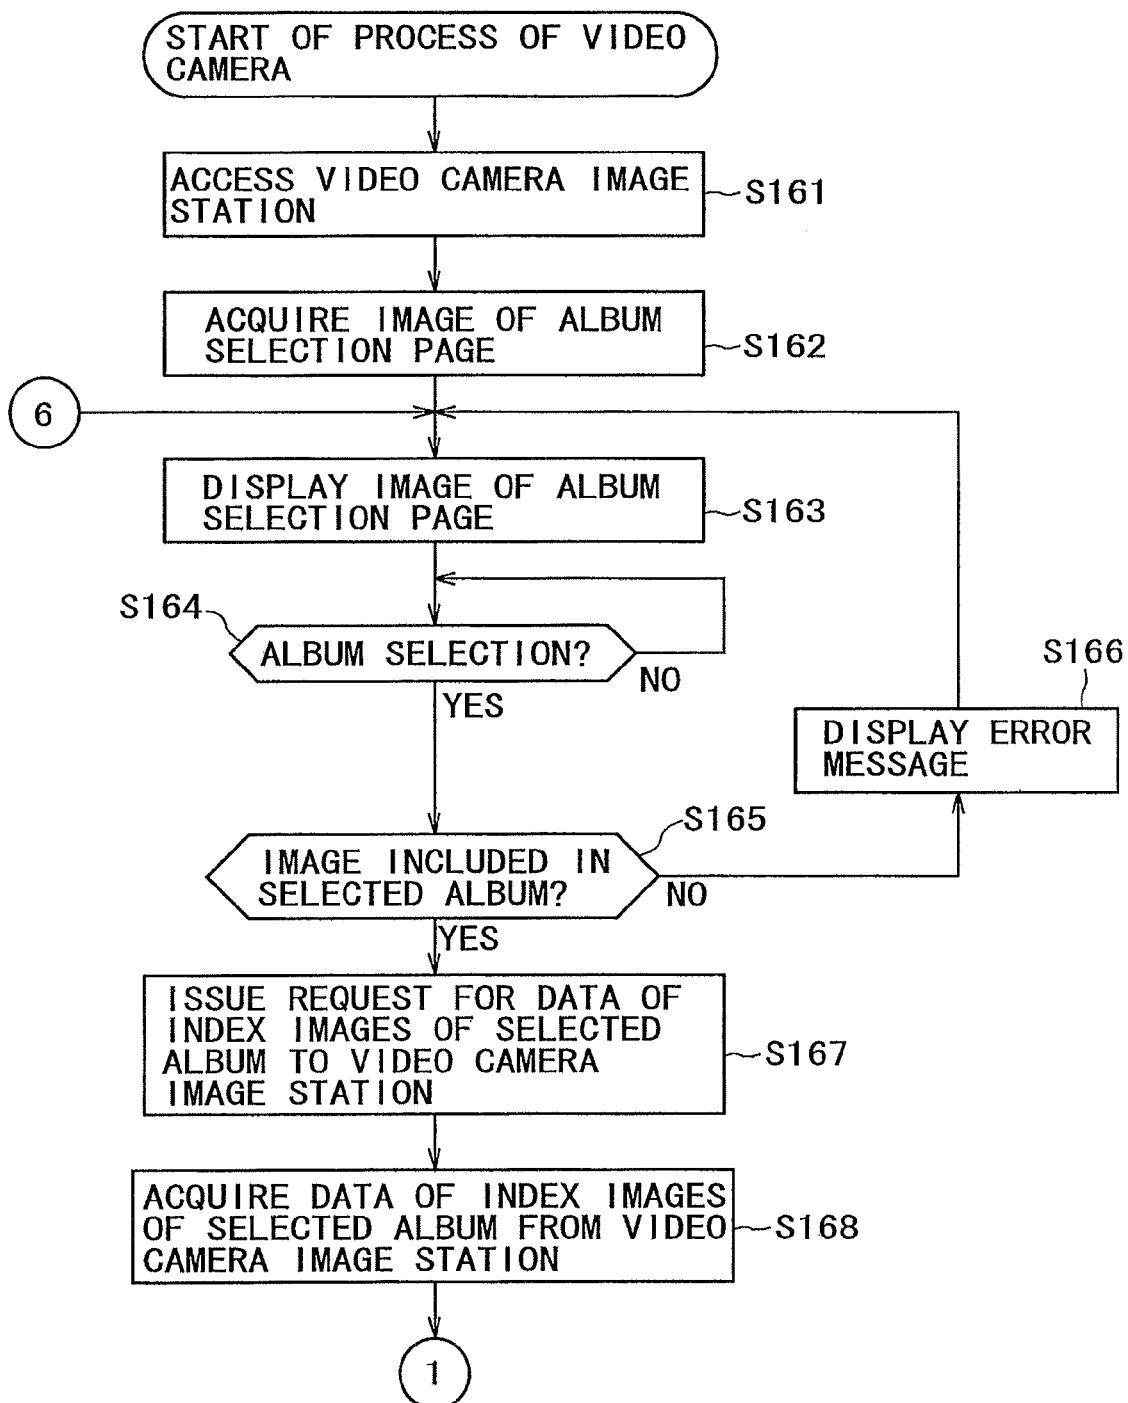 START OF PROCESS OF VIDEO
CAMERA
ACCESS VIDEO CAMERA IMAGE
STATION
S161
ACQUIRE IMAGE OF ALBUM
SELECTION PAGE
S162
6
DISPLAY IMAGE OF ALBUM
SELECTION PAGE
S163
S164
ALBUM SELECTION?
NO
YES
S166
DISPLAY ERROR
MESSAGE
S165
IMAGE INCLUDED IN
SELECTED ALBUM?
NO
YES
ISSUE REQUEST FOR DATA OF
INDEX IMAGES OF SELECTED
ALBUM TO VIDEO CAMERA
IMAGE STATION
S167
ACQUIRE DATA OF INDEX IMAGES
OF SELECTED ALBUM FROM VIDEO
CAMERA IMAGE STATION
S168
1